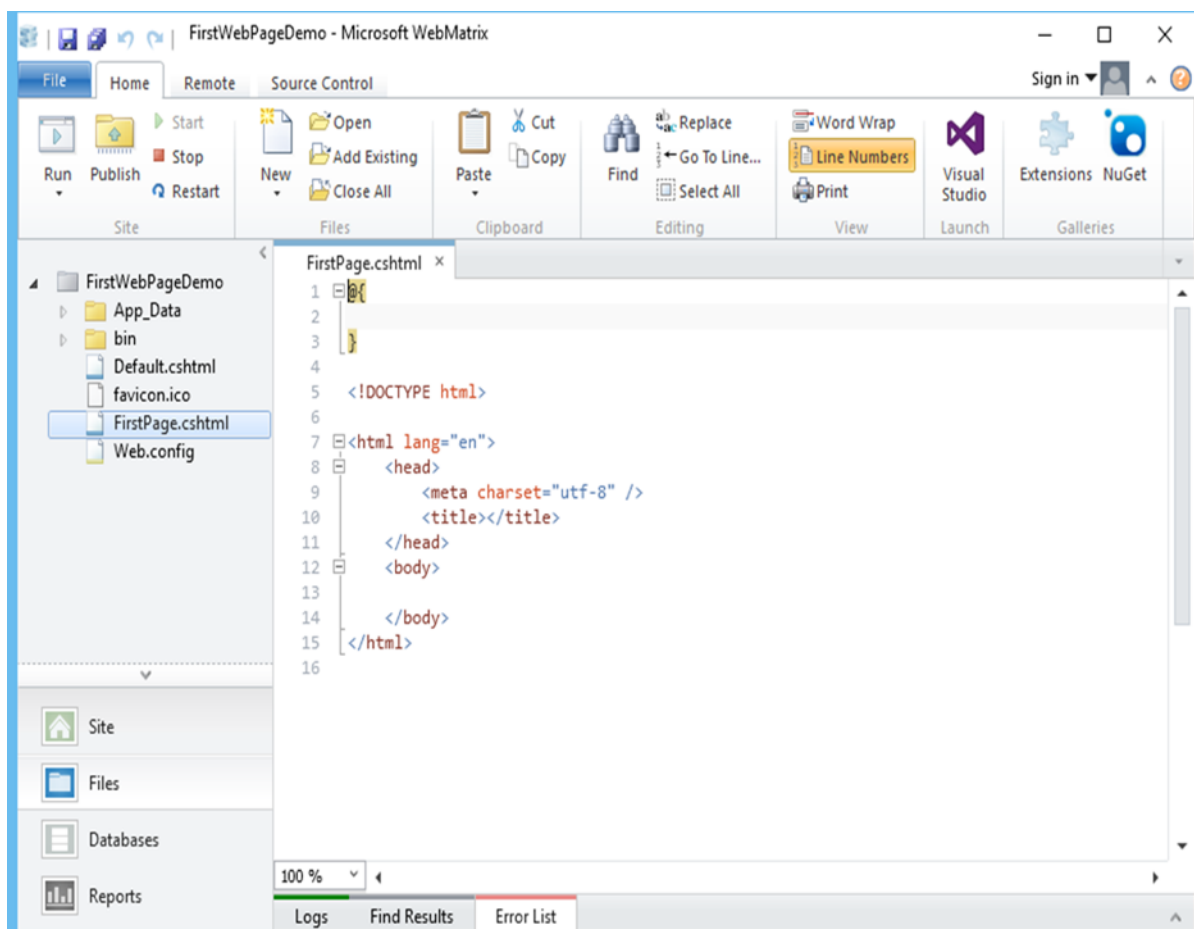 FirstWebPageDemo - Microsoft WebMatrix
File Home Remote Source Control Sign in
Run
Publish
Start
Stop
Restart
Site
New
Open
Add Existing
Close All
Files
Paste
Cut
Copy
Clipboard
Find
ab ac Replace
Go To Line...
Select All
Editing
Word Wrap
Line Numbers
Print
View
Visual
Studio
Launch
Extensions NuGet
Galleries
FirstWebPageDemo
App_Data
bin
Default.cshtml
favicon.ico
FirstPage.cshtml
Web.config
Site
Files
Databases
Reports
FirstPage.cshtml ×
1 @{
2
3 }
4
5 <!DOCTYPE html>
6
7 <html lang="en">
8     <head>
9         <meta charset="utf-8" />
10         <title></title>
11     </head>
12     <body>
13
14     </body>
15 </html>
16
100 %
Logs Find Results Error List